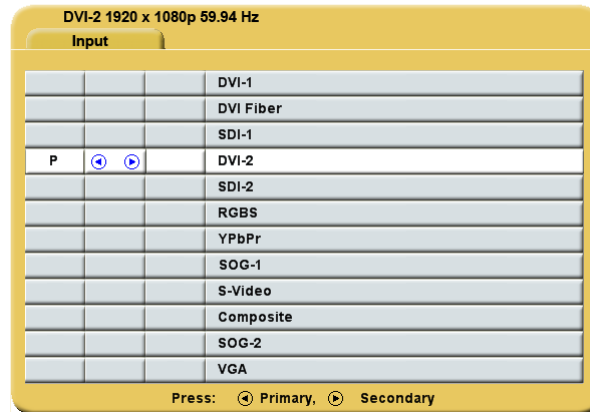 DVI-2 1920 x 1080p 59.94 Hz
Input
DVI-1
DVI Fiber
SDI-1
P DVI-2
SDI-2
RGBS
YPbPr
SOG-1
S-Video
Composite
SOG-2
VGA
Press: Primary, Secondary